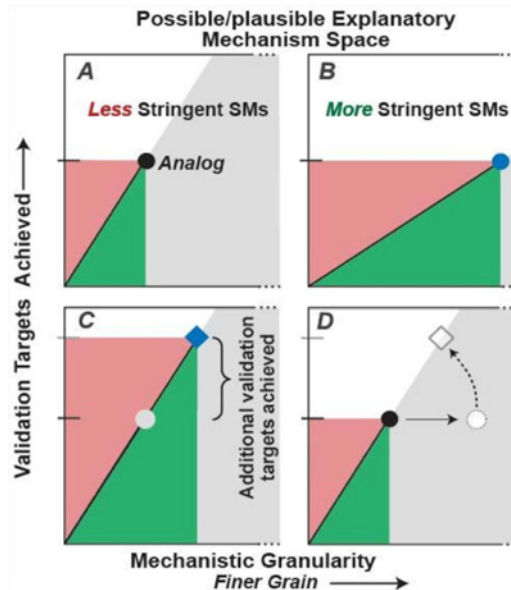 Possible/plausible Explanatory
Mechanism Space
A
Less Stringent SMs
Analog
B
More Stringent SMs
Validation Targets Achieved
C
Additional validation
targets achieved
D
Mechanistic Granularity
Finer Grain